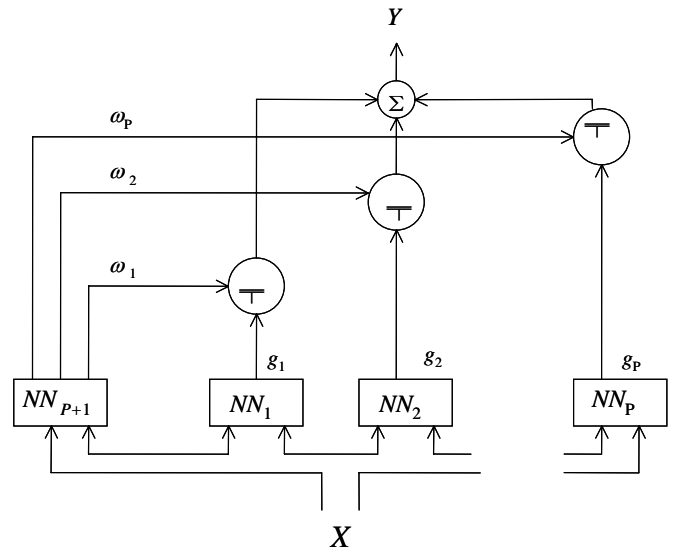 Y
Σ
ω_P
ω_2
ω_1
g_1
g_2
g_P
NN_{P+1}
NN_1
NN_2
NN_P
X